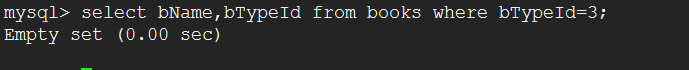 mysql> select bName,bTypeId from books where bTypeId=3;
Empty set (0.00 sec)